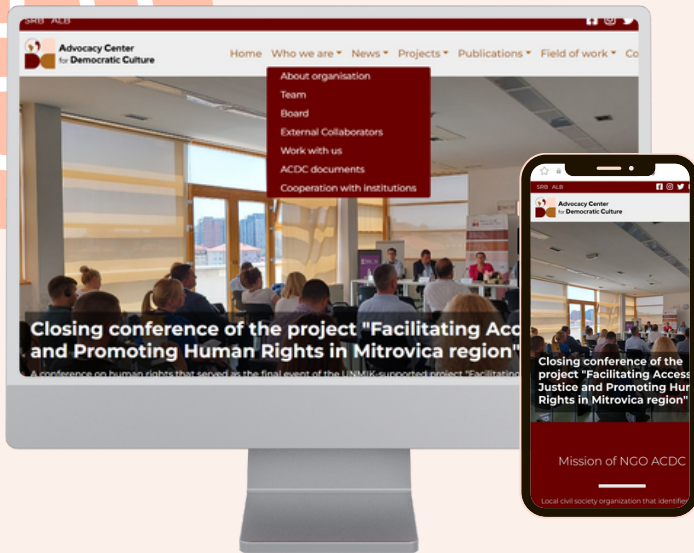 SRB ALB
Advocacy Center
for Democratic Culture
Home Who we are News Projects Publications Field of work Co
About organisation
Team
Board
External Collaborators
Work with us
ACDC documents
Cooperation with institutions
Closing conference of the project "Facilitating Acc
and Promoting Human Rights in Mitrovica region"
A conference on human rights that served as the final event of the UNMIK-supported project "Facilitating
SRB ALB
Advocacy Center
for Democratic Culture
Closing conference of the
project "Facilitating Access
Justice and Promoting Hum
Rights in Mitrovica region"
Mission of NGO ACDC
Local civil society organization that identifies